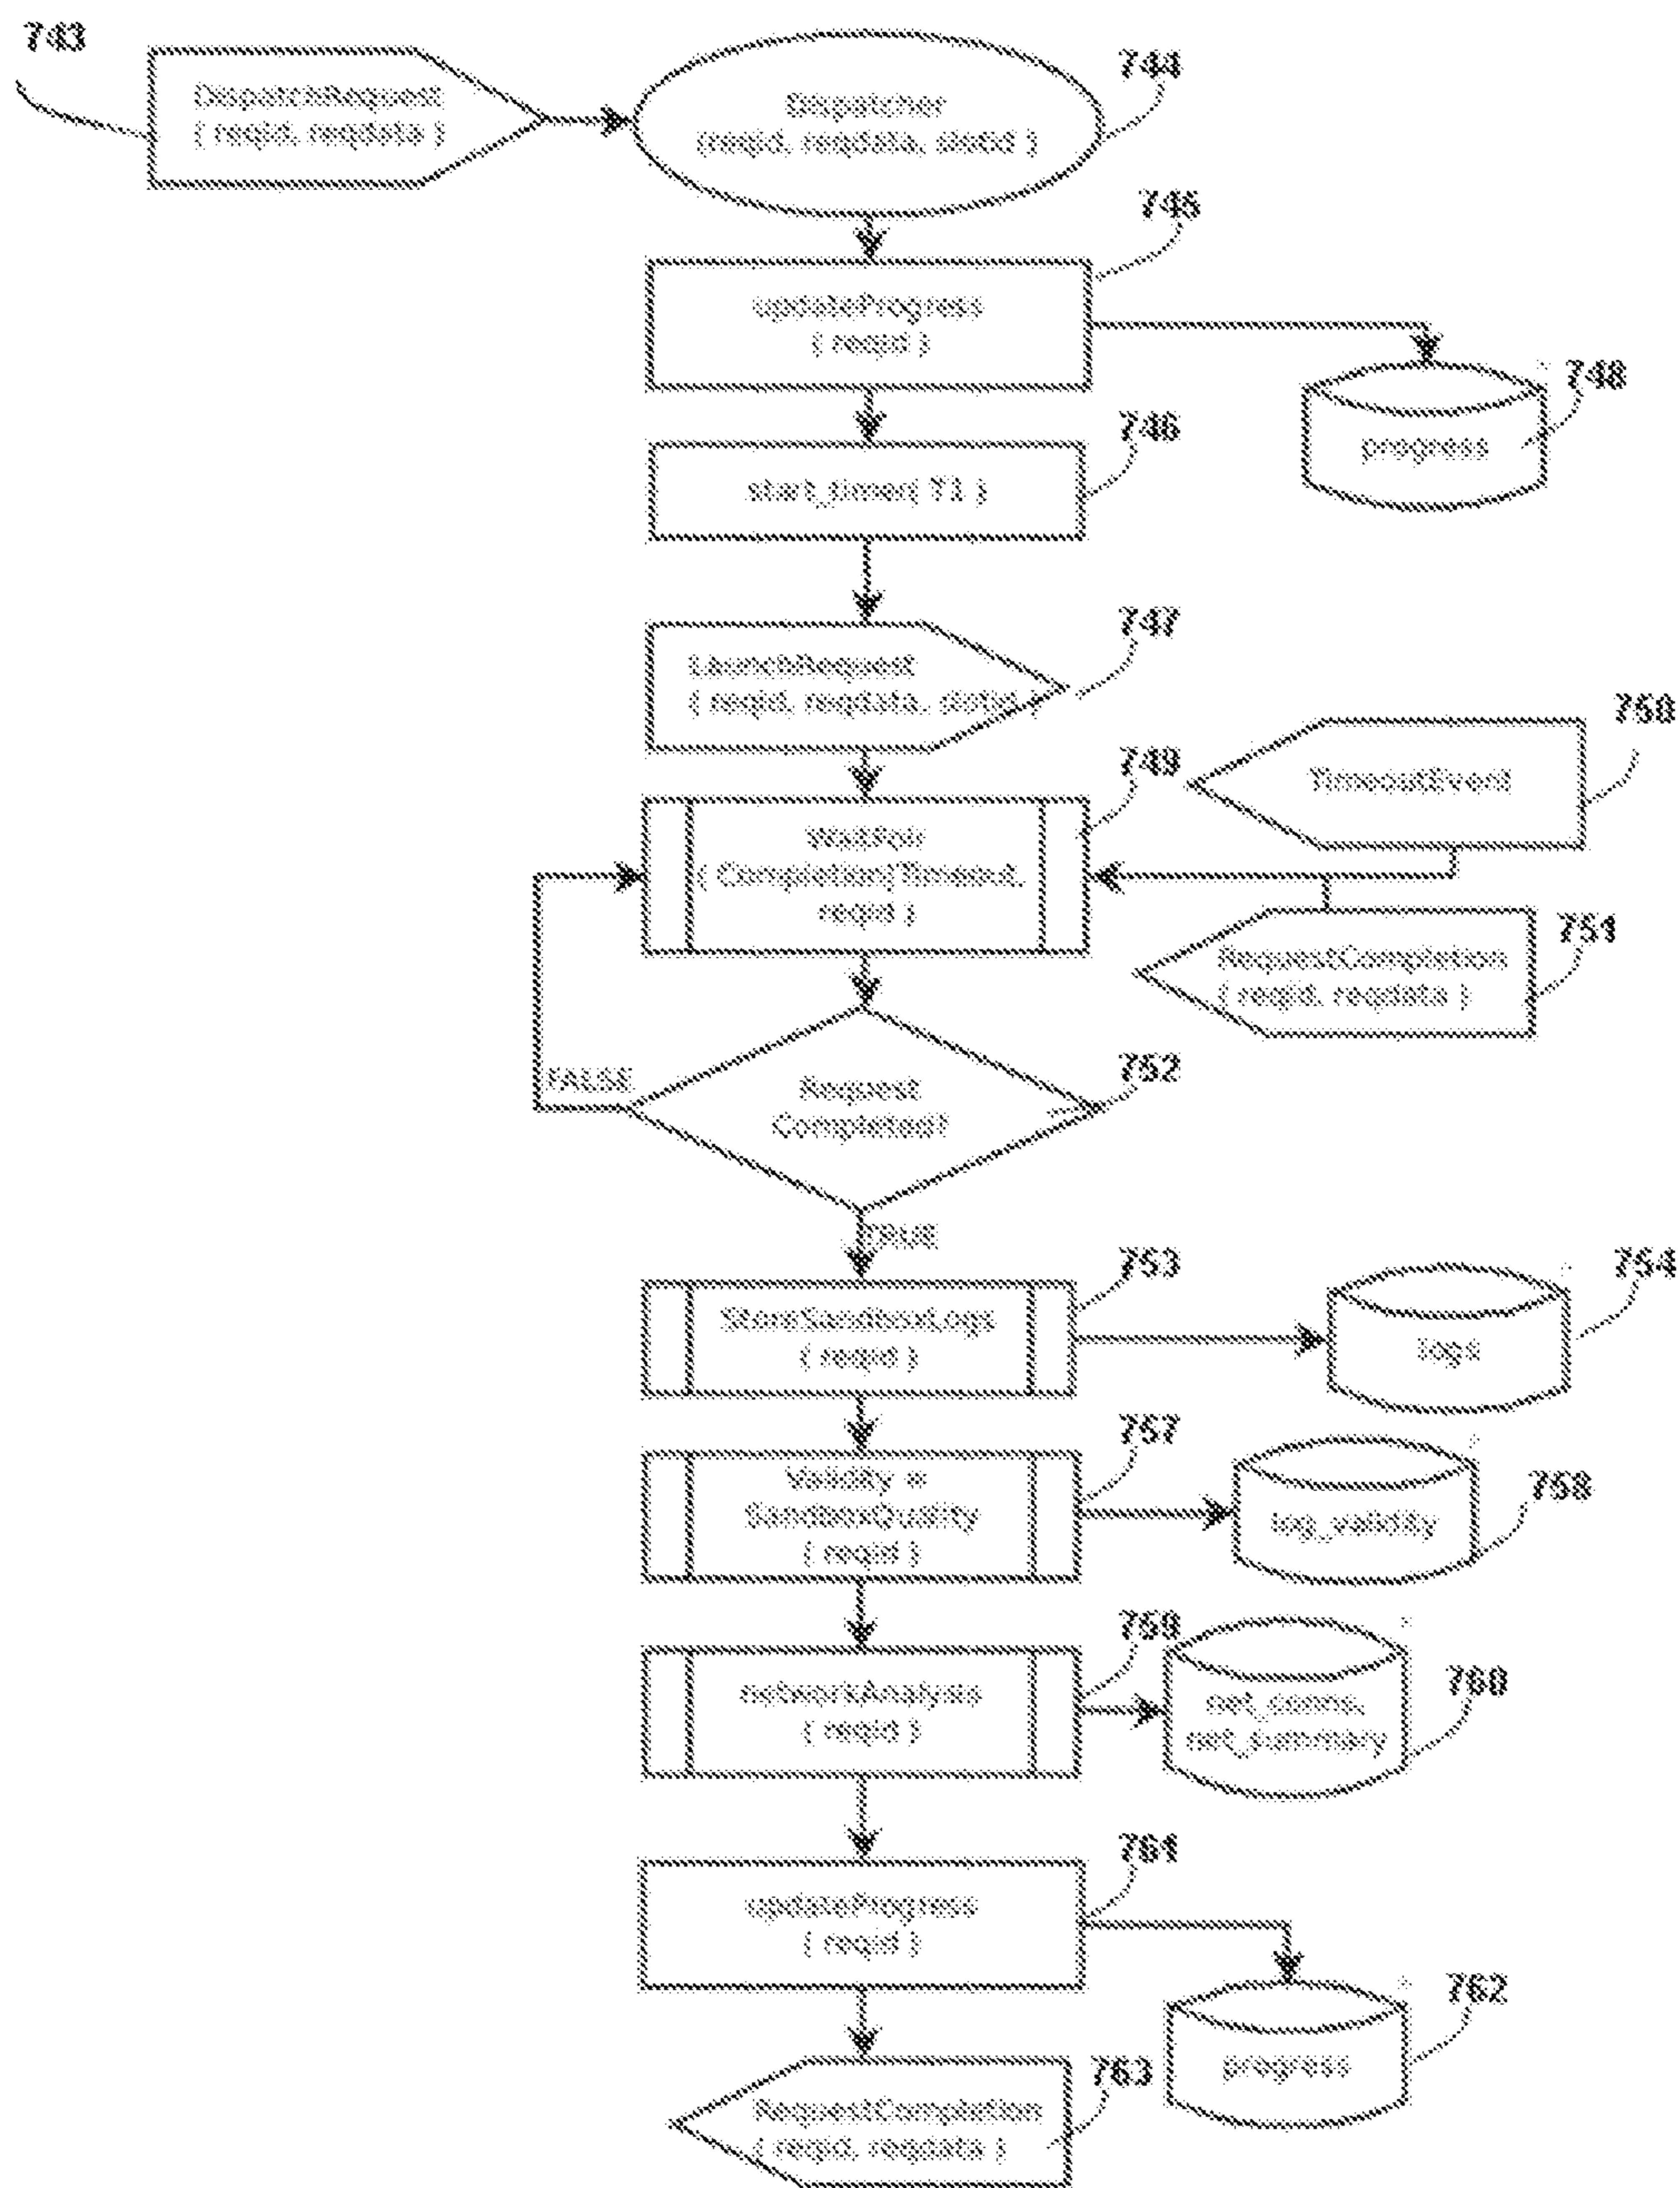 743
DispatchRequest
( reqid, reqdata )
744
Dispatcher
(reqid, reqdata, slotid )
745
updateProgress
( reqid )
748
progress
746
start_timer( T1 )
747
LaunchRequest
( reqid, reqdata, slotid )
749
WaitFor
( Completion|Timeout,
reqid )
750
TimeoutEvent
751
RequestCompletion
( reqid, reqdata )
752
Request
Completed?
FALSE
TRUE
753
StoreSandboxLogs
( reqid )
754
logs
757
Validity =
SandboxQuality
( reqid )
758
log_validity
759
networkAnalysis
( reqid )
760
net_conns,
net_summary
761
updateProgress
( reqid )
762
progress
763
RequestCompletion
( reqid, reqdata )